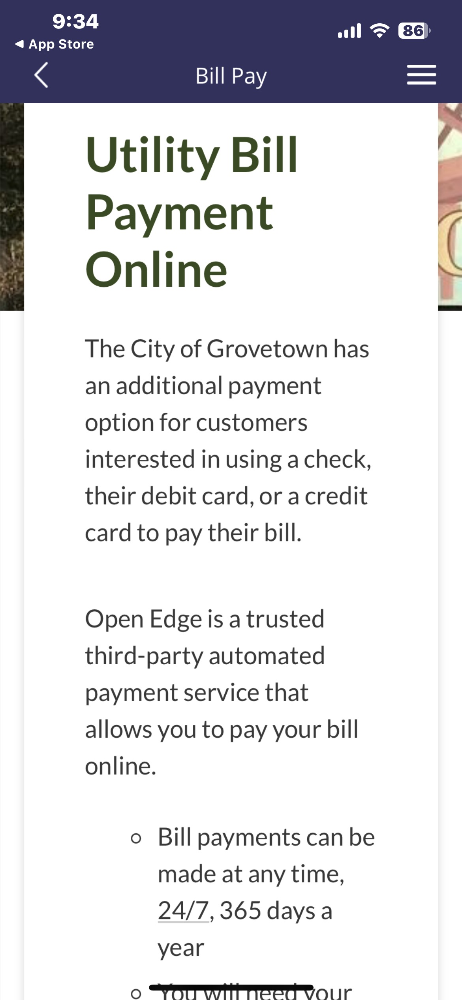 9:34
86
◀ App Store
Bill Pay
Utility Bill
Payment
Online
The City of Grovetown has
an additional payment
option for customers
interested in using a check,
their debit card, or a credit
card to pay their bill.
Open Edge is a trusted
third-party automated
payment service that
allows you to pay your bill
online.
Bill payments can be
made at any time,
24/7, 365 days a
year
You will need your